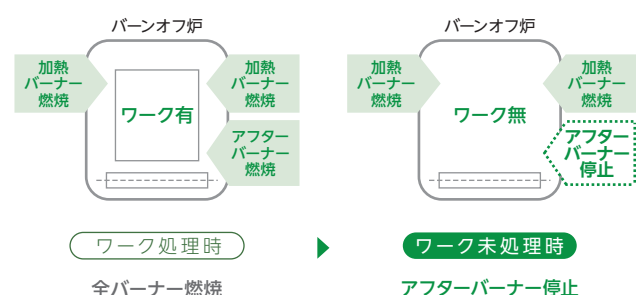 バーンオフ炉
加熱
バーナー
燃焼
ワーク有
加熱
バーナー
燃焼
アフター
バーナー
燃焼
ワーク処理時
全バーナー燃焼
バーンオフ炉
加熱
バーナー
燃焼
ワーク無
加熱
バーナー
燃焼
アフター
バーナー
停止
ワーク未処理時
アフターバーナー停止